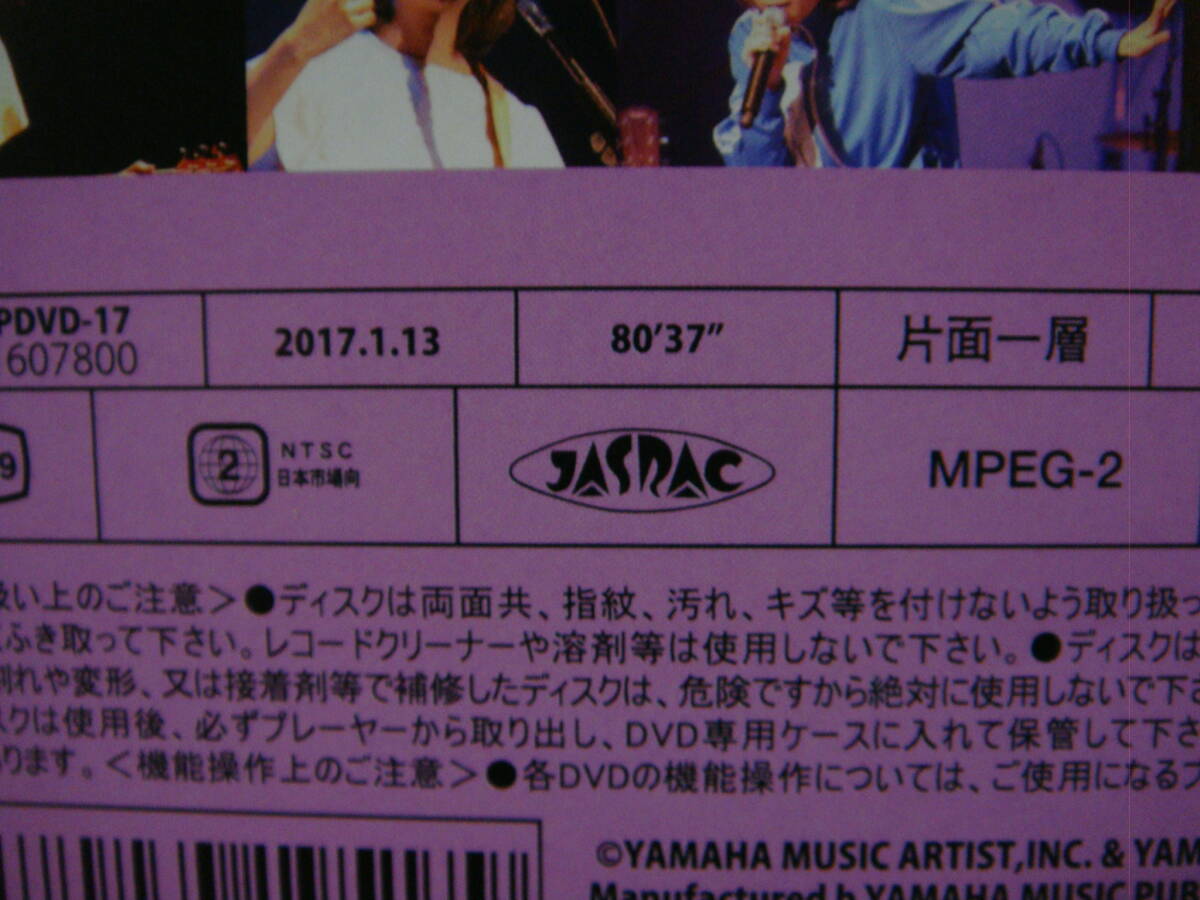 PDVD-17 2017.1.13 80'37" 片面一層
607800
9 2 NTSC 日本市場向 JASRAC MPEG-2
扱い上のご注意>●ディスクは両面共、指紋、汚れ、キズ等を付けないよう取り扱っ
ふき取って下さい。レコードクリーナーや溶剤等は使用しないで下さい。●ディスクは
割れや変形、又は接着剤等で補修したディスクは、危険ですから絶対に使用しないで下さ
スクは使用後、必ずプレーヤーから取り出し、DVD専用ケースに入れて保管して下さ
あります。<機能操作上のご注意>●各DVDの機能操作については、ご使用になるプ
©YAMAHA MUSIC ARTIST,INC. & YAM
Manufactured b YAMAHA MUSIC PUB